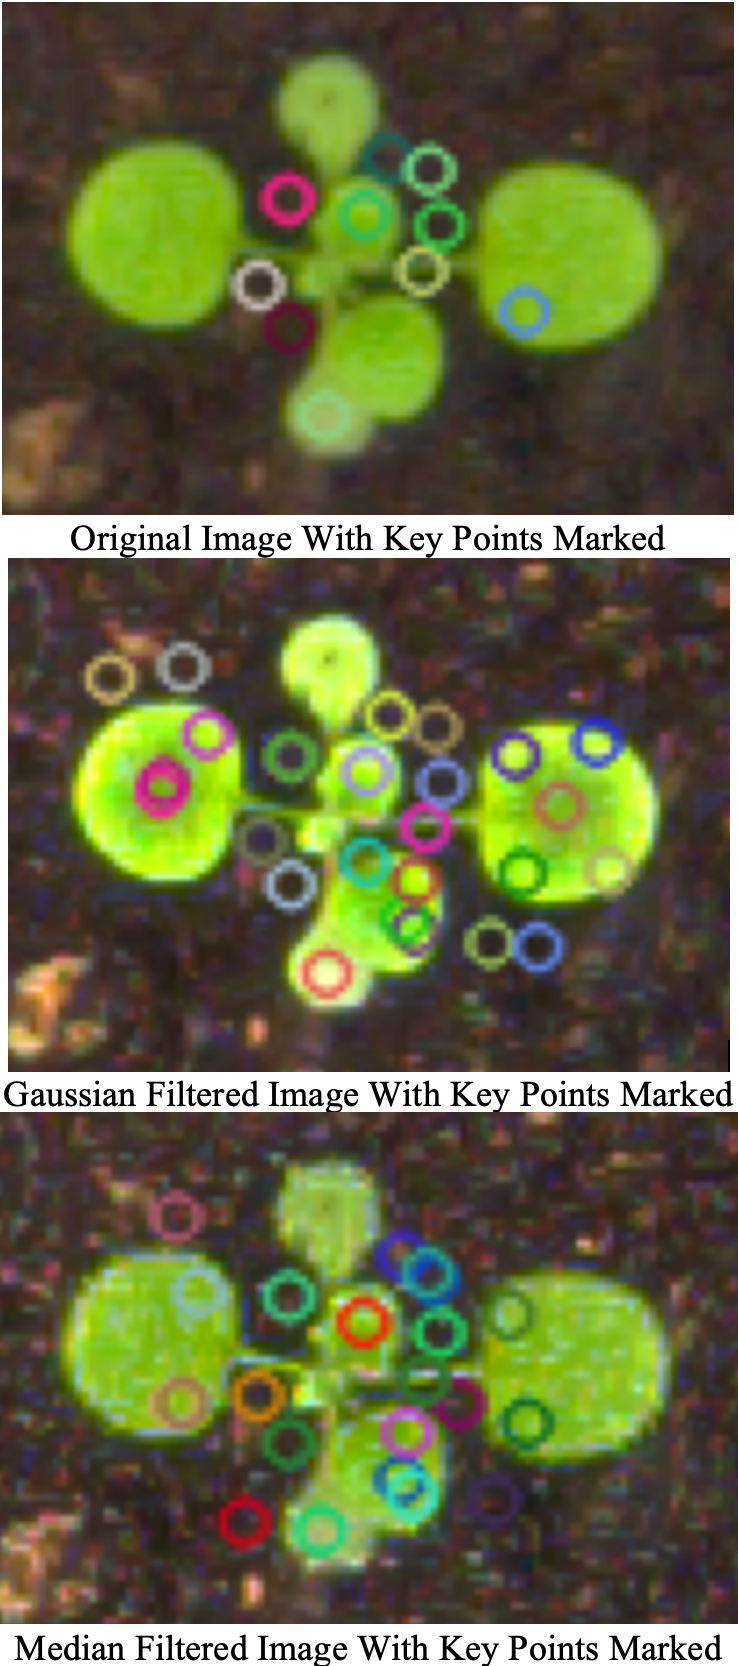 Original Image With Key Points Marked
Gaussian Filtered Image With Key Points Marked
Median Filtered Image With Key Points Marked